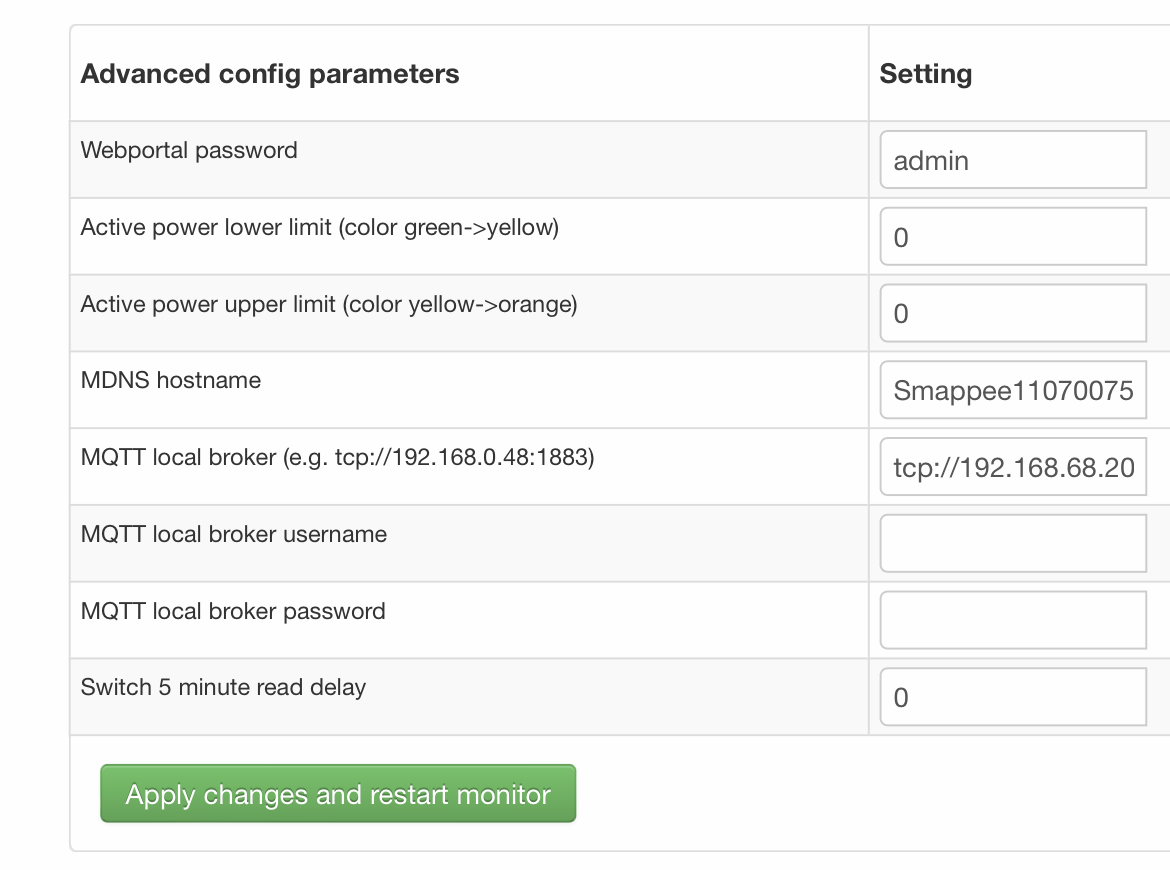 Advanced config parameters
Setting
Webportal password
admin
Active power lower limit (color green->yellow)
0
Active power upper limit (color yellow->orange)
0
MDNS hostname
Smappee11070075
MQTT local broker (e.g. tcp://192.168.0.48:1883)
tcp://192.168.68.20
MQTT local broker username
MQTT local broker password
Switch 5 minute read delay
0
Apply changes and restart monitor